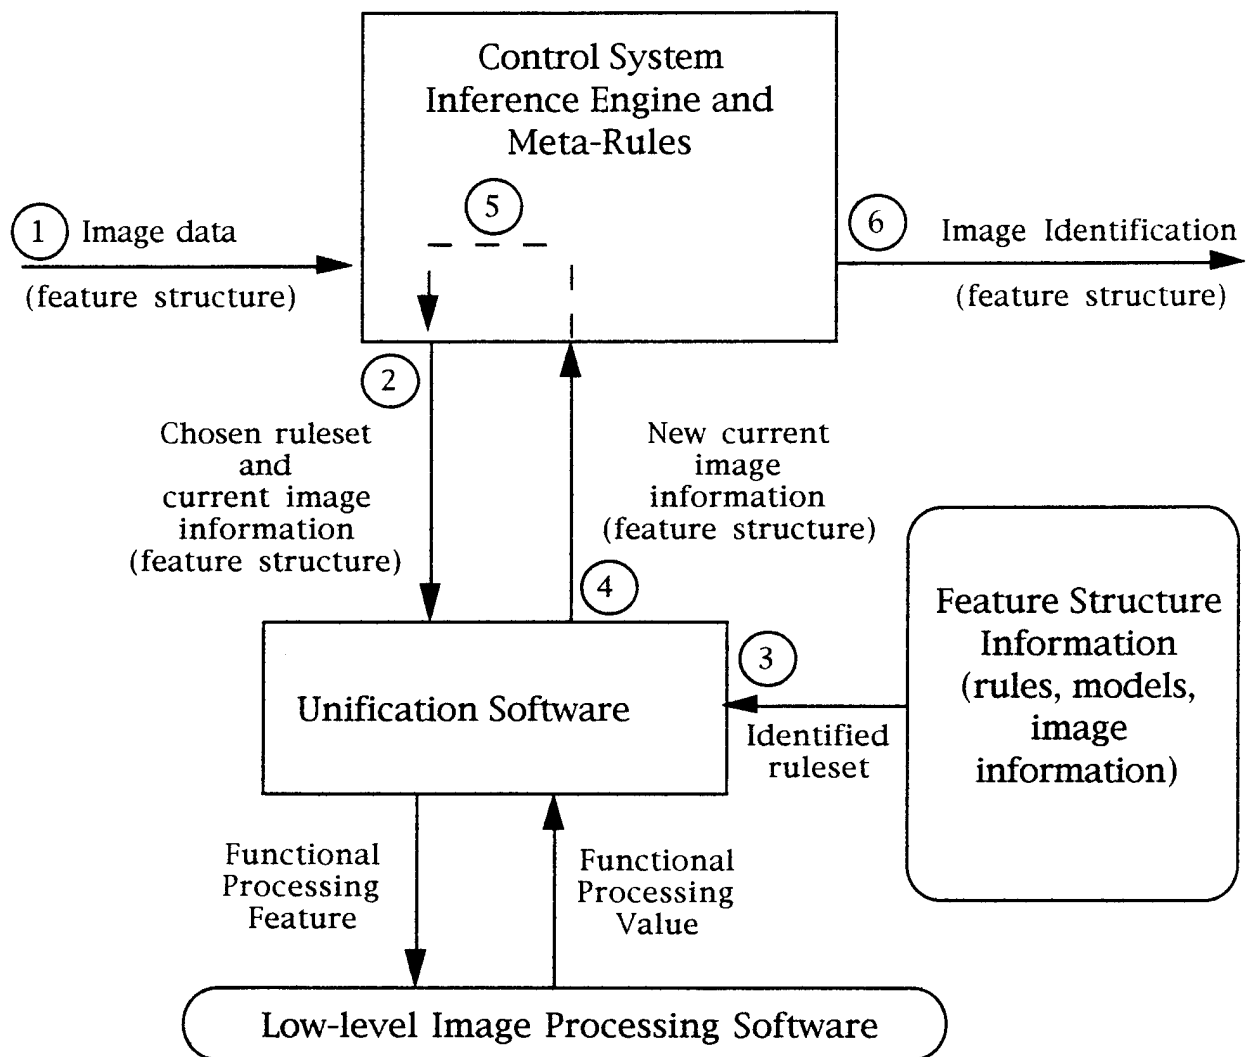 Control System
Inference Engine and
Meta-Rules
5
1 Image data
(feature structure)
6 Image Identification
(feature structure)
2
Chosen ruleset
and
current image
information
(feature structure)
New current
image
information
(feature structure)
4
3
Identified
ruleset
Feature Structure
Information
(rules, models,
image
information)
Unification Software
Functional
Processing
Feature
Functional
Processing
Value
Low-level Image Processing Software